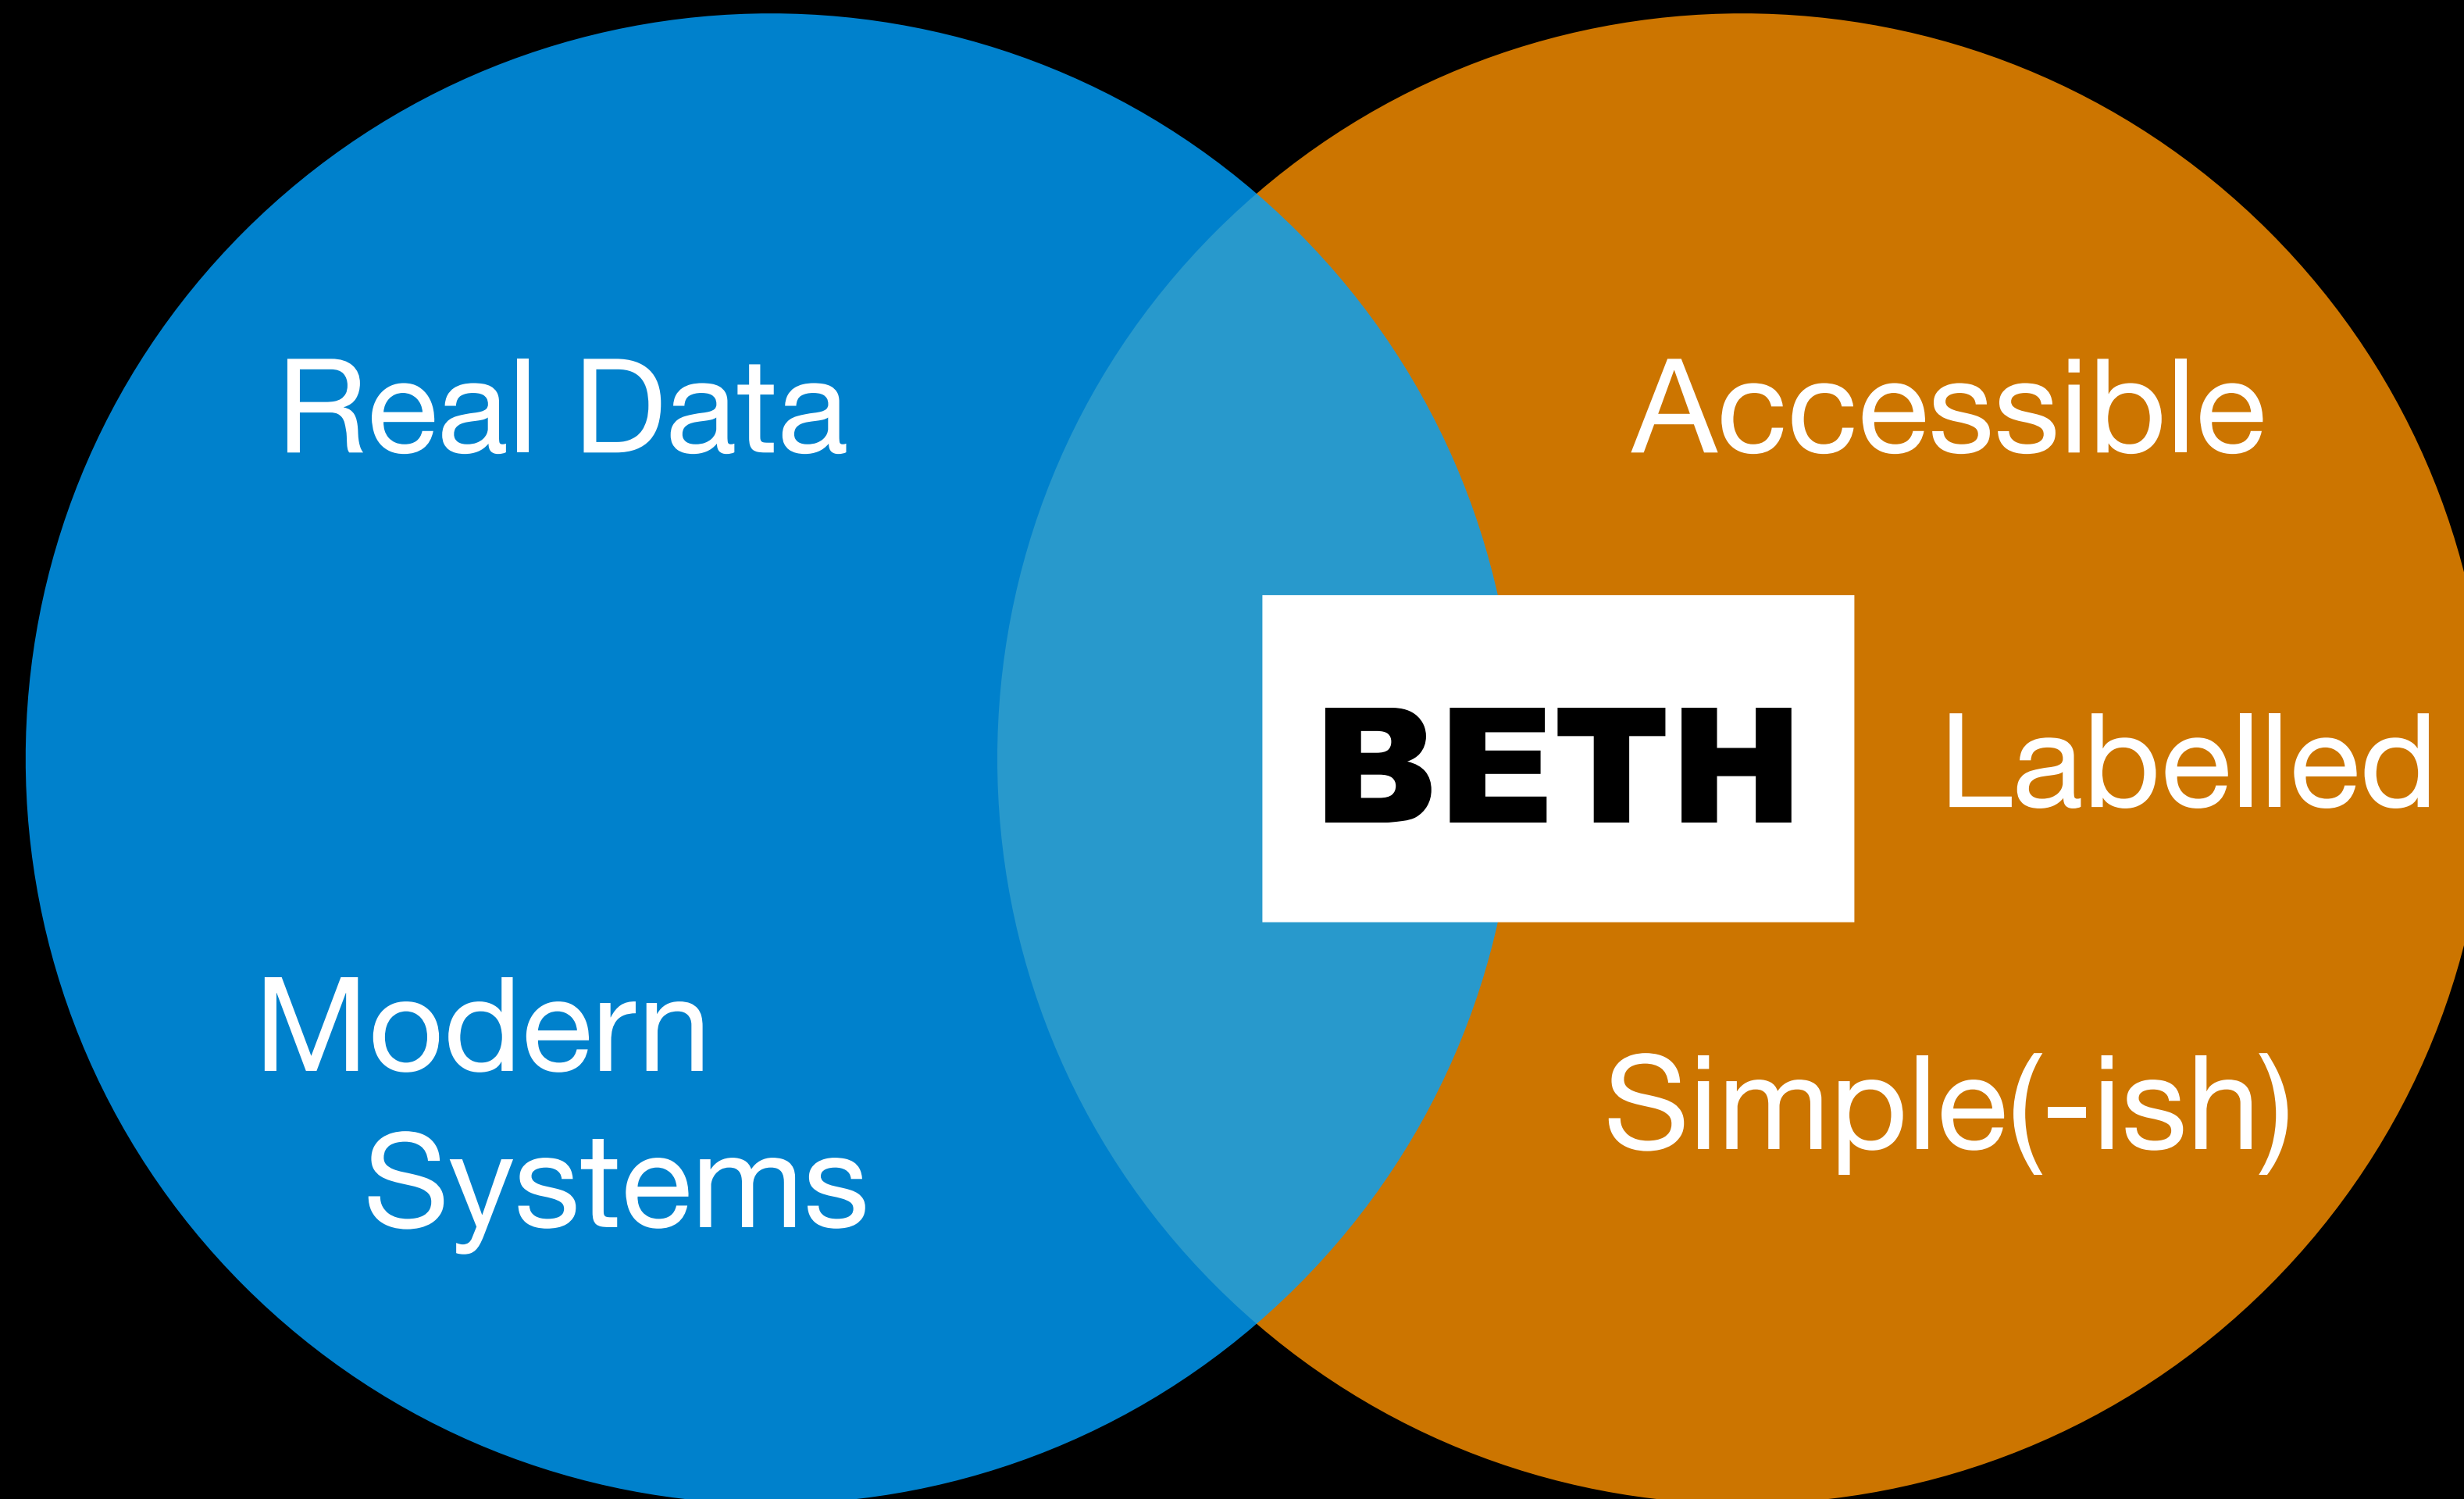 Real Data
Accessible
BETH
Labelled
Modern
Systems
Simple(-ish)